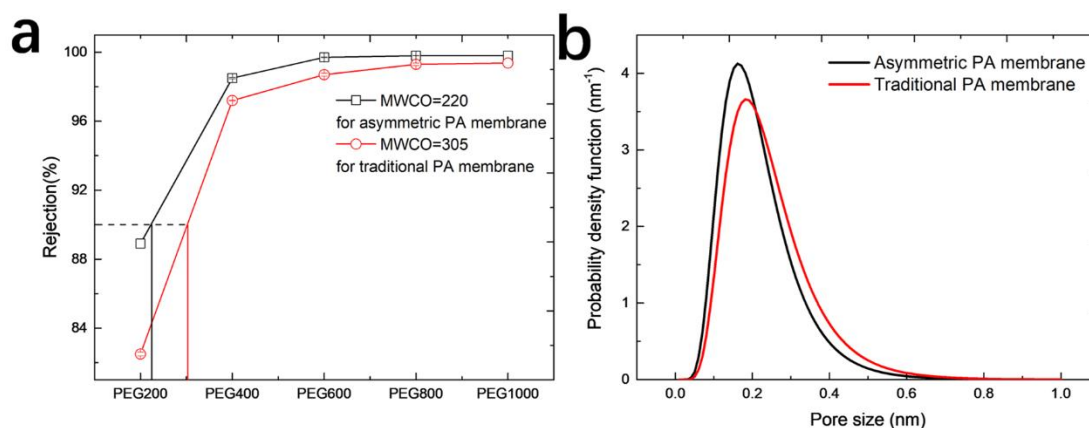 a
Rejection(%)
100
96
92
88
84
MWCO=220
for asymmetric PA membrane
MWCO=305
for traditional PA membrane
PEG200 PEG400 PEG600 PEG800 PEG1000
b
Probability density function (nm⁻¹)
4
3
2
1
0
Asymmetric PA membrane
Traditional PA membrane
0.0 0.2 0.4 0.6 0.8 1.0
Pore size (nm)